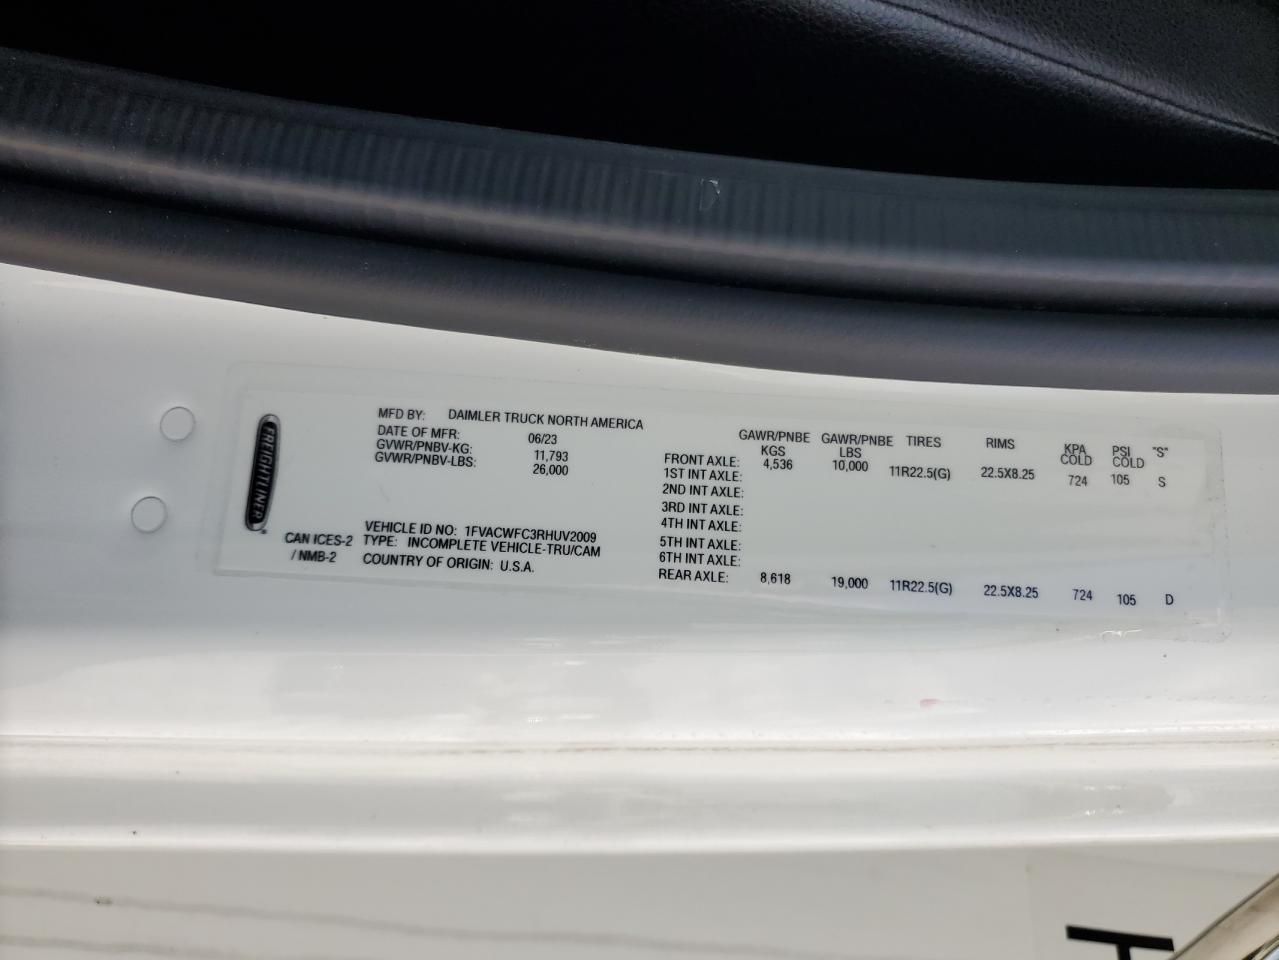 FREIGHTLINER
CAN ICES-2
/ NMB-2
MFD BY: DAIMLER TRUCK NORTH AMERICA
DATE OF MFR: 06/23
GVWR/PNBV-KG: 11,793
GVWR/PNBV-LBS: 26,000
VEHICLE ID NO: 1FVACWFC3RHUV2009
TYPE: INCOMPLETE VEHICLE-TRU/CAM
COUNTRY OF ORIGIN: U.S.A.
GAWR/PNBE KGS GAWR/PNBE LBS TIRES RIMS KPA COLD PSI COLD "S"
FRONT AXLE: 4,536 10,000 11R22.5(G) 22.5X8.25 724 105 S
1ST INT AXLE:
2ND INT AXLE:
3RD INT AXLE:
4TH INT AXLE:
5TH INT AXLE:
6TH INT AXLE:
REAR AXLE: 8,618 19,000 11R22.5(G) 22.5X8.25 724 105 D